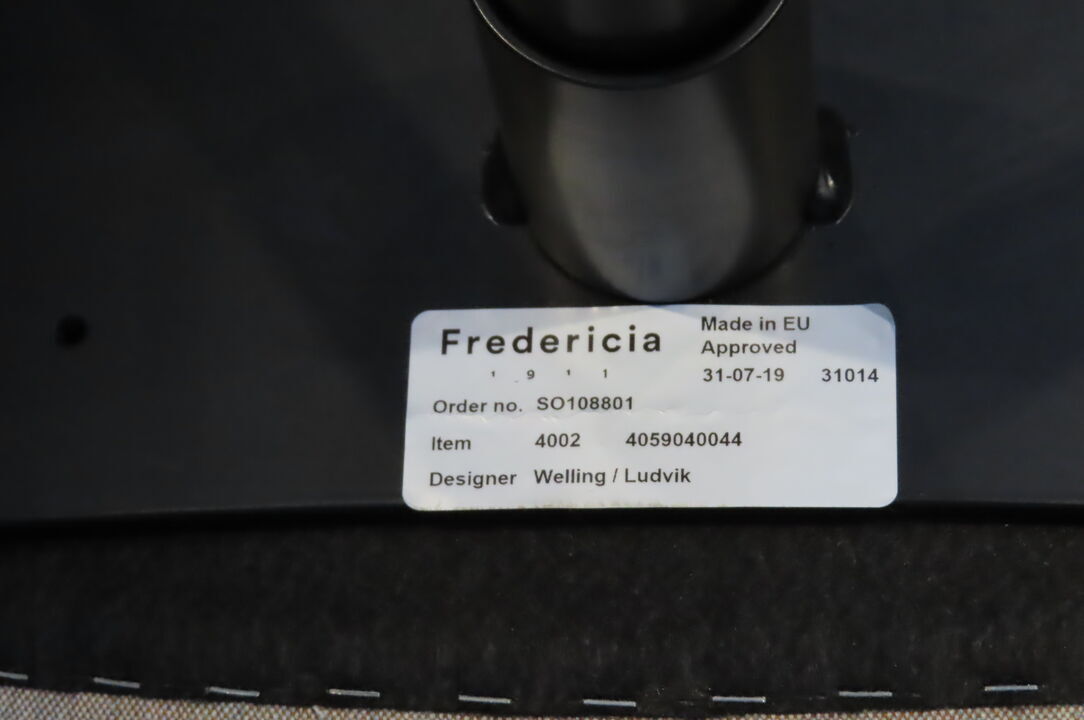 Fredericia
1 9 1 1
Made in EU
Approved
31-07-19 31014
Order no. SO108801
Item 4002 4059040044
Designer Welling / Ludvik